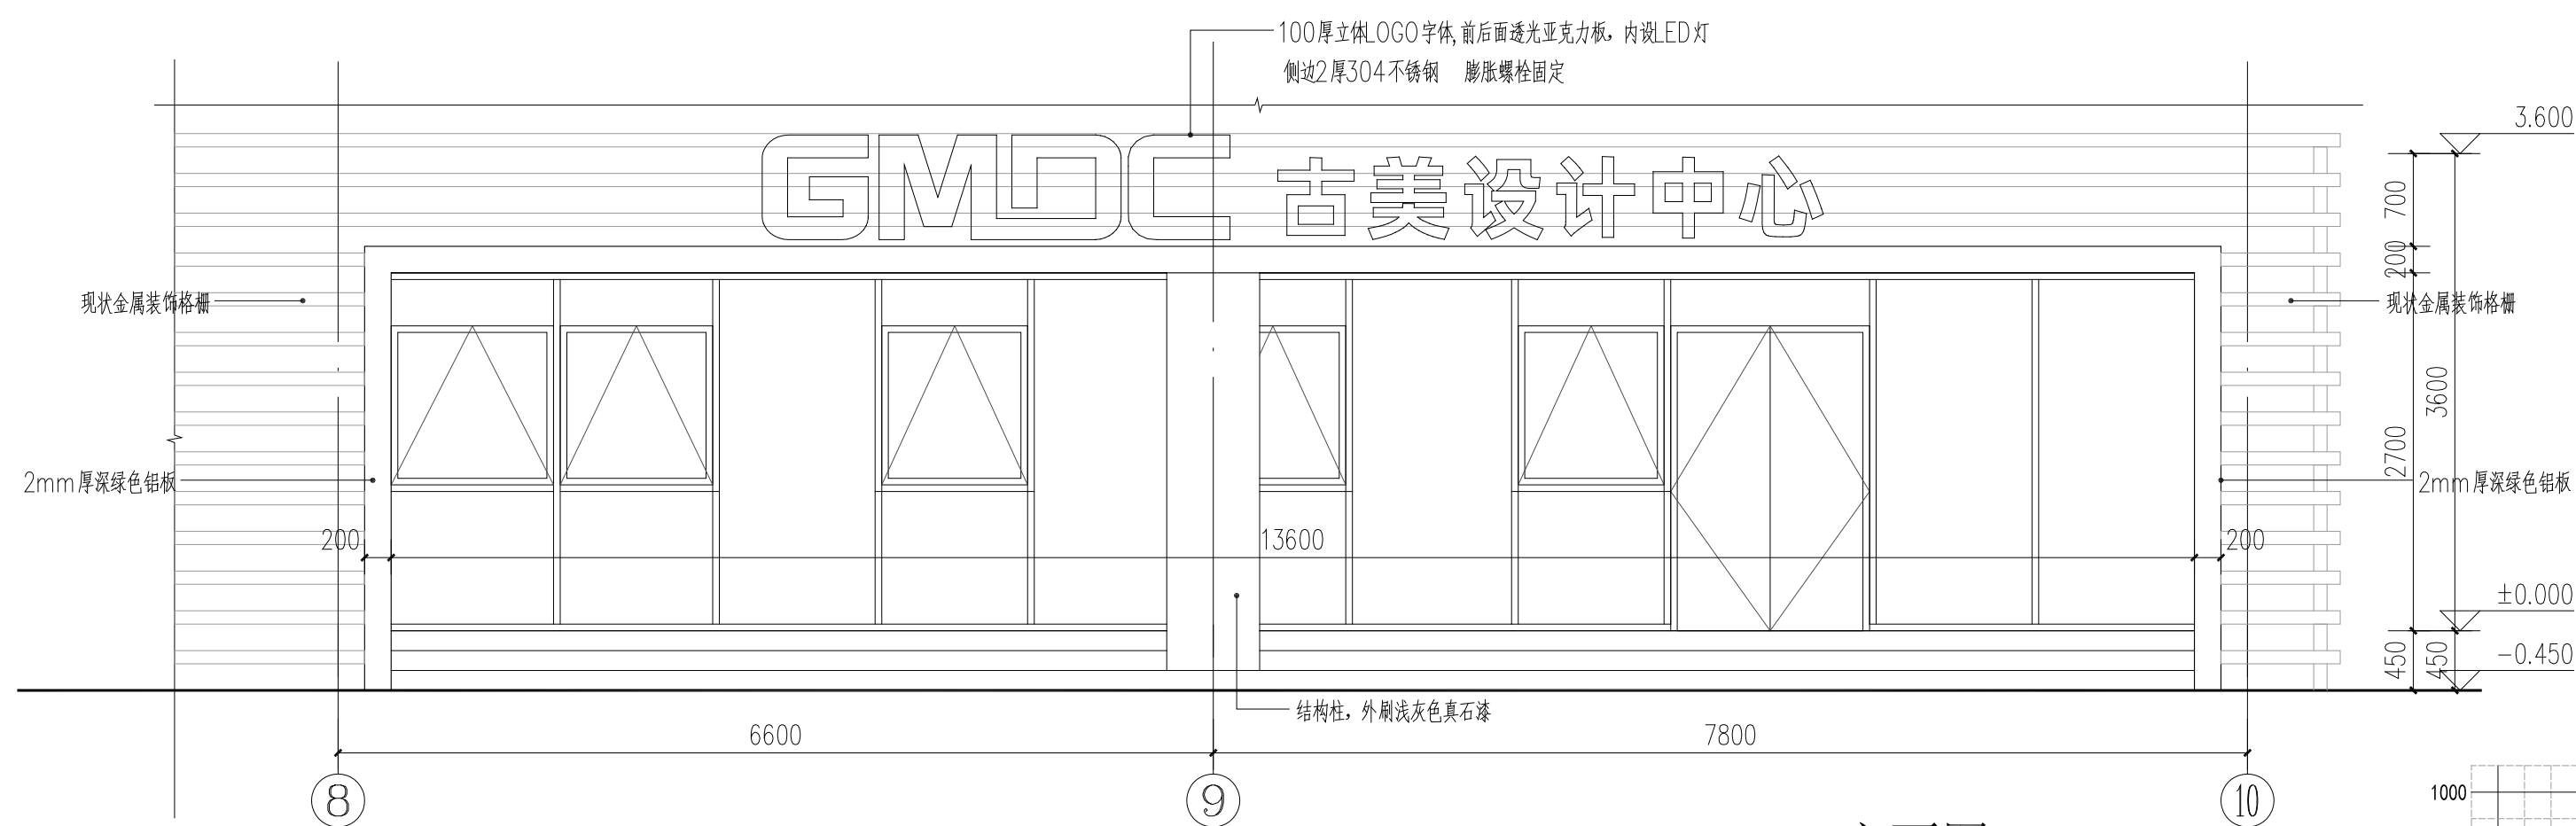 100厚立体LOGO字体,前后面透光亚克力板，内设LED灯
侧边2厚304不锈钢 膨胀螺栓固定
3.600
GMDC 古美设计中心
700
200
现状金属装饰格栅
现状金属装饰格栅
3600
2700
2mm厚深绿色铝板
2mm厚深绿色铝板
200
13600
200
±0.000
450
450
-0.450
结构柱，外刷浅灰色真石漆
6600
7800
8
9
10
1000